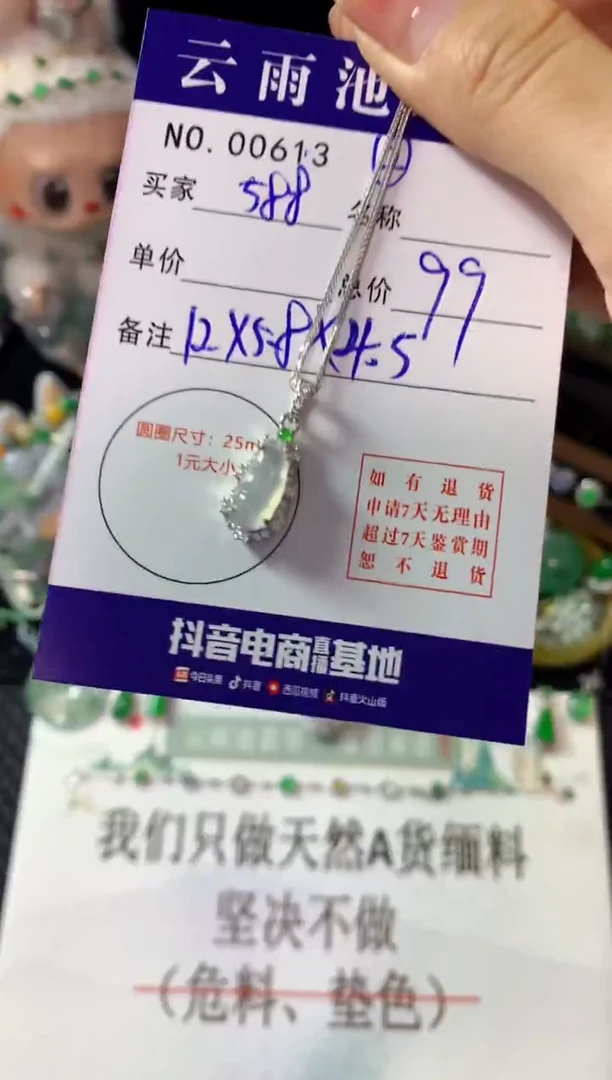 云雨池
NO. 00613
买家 588 名称
单价 总价 99
备注 12X5.8X4.5
圆圈尺寸：25m
1元大小
如有退货
申请7天无理由
超过7天鉴赏期
恕不退货
抖音电商直播基地
今日头条 抖音 西瓜视频 抖音火山版
我们只做天然A货缅料
坚决不做
（危料、垫色）